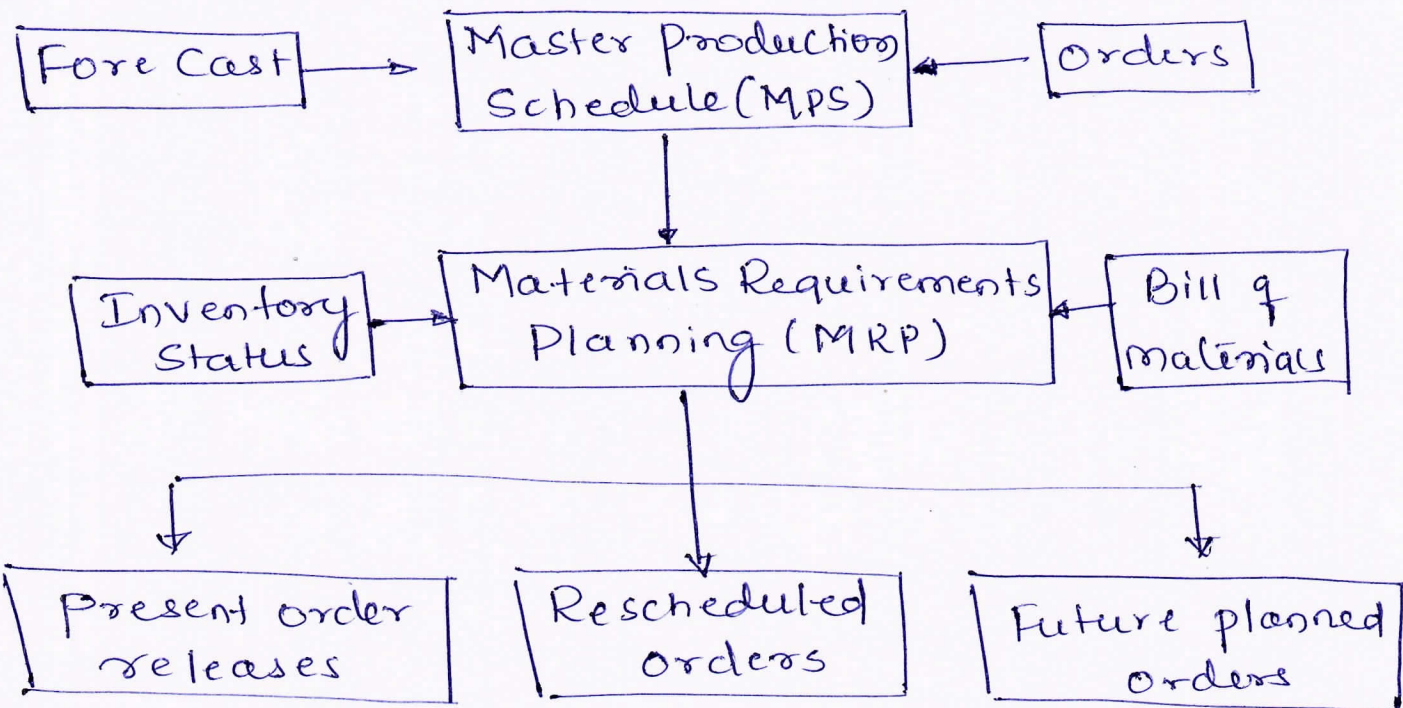 Fore Cast
Master Production
Schedule (MPS)
Orders
Inventory
Status
Materials Requirements
Planning (MRP)
Bill of
materials
Present order
releases
Rescheduled
orders
Future planned
orders